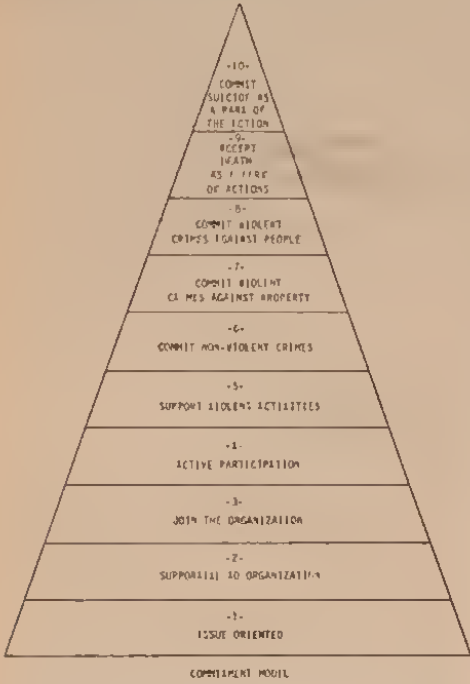 -10-
COMMIT
SUICIDE AS
A PART OF
THE ACTION
-9-
ACCEPT
DEATH
AS A RISK
OF ACTIONS
-8-
COMMIT VIOLENT
CRIMES AGAINST PEOPLE
-7-
COMMIT VIOLENT
CRIMES AGAINST PROPERTY
-6-
COMMIT NON-VIOLENT CRIMES
-5-
SUPPORT VIOLENT ACTIVITIES
-4-
ACTIVE PARTICIPATION
-3-
JOIN THE ORGANIZATION
-2-
TO ORGANIZATION
-1-
ISSUE ORIENTED
COMMITMENT MODEL